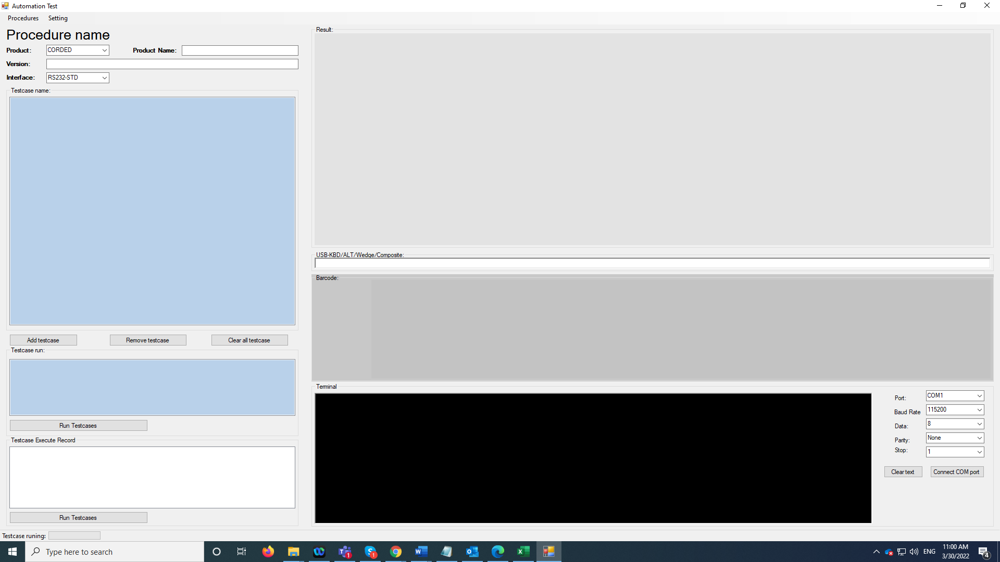 Automation Test
Procedures Setting
Procedure name
Product: CORDED Product Name:
Version:
Interface: RS232-STD
Testcase name:
Add testcase Remove testcase Clear all testcase
Testcase run:
Run Testcases
Testcase Execute Record
Run Testcases
Testcase runing:
Result:
USB-KBD/ALT/Wedge/Composite:
Barcode:
Terminal
Port: COM1
Baud Rate 115200
Data: 8
Parity: None
Stop: 1
Clear text Connect COM port
Type here to search
1
1
ENG
11:00 AM
3/30/2022
4